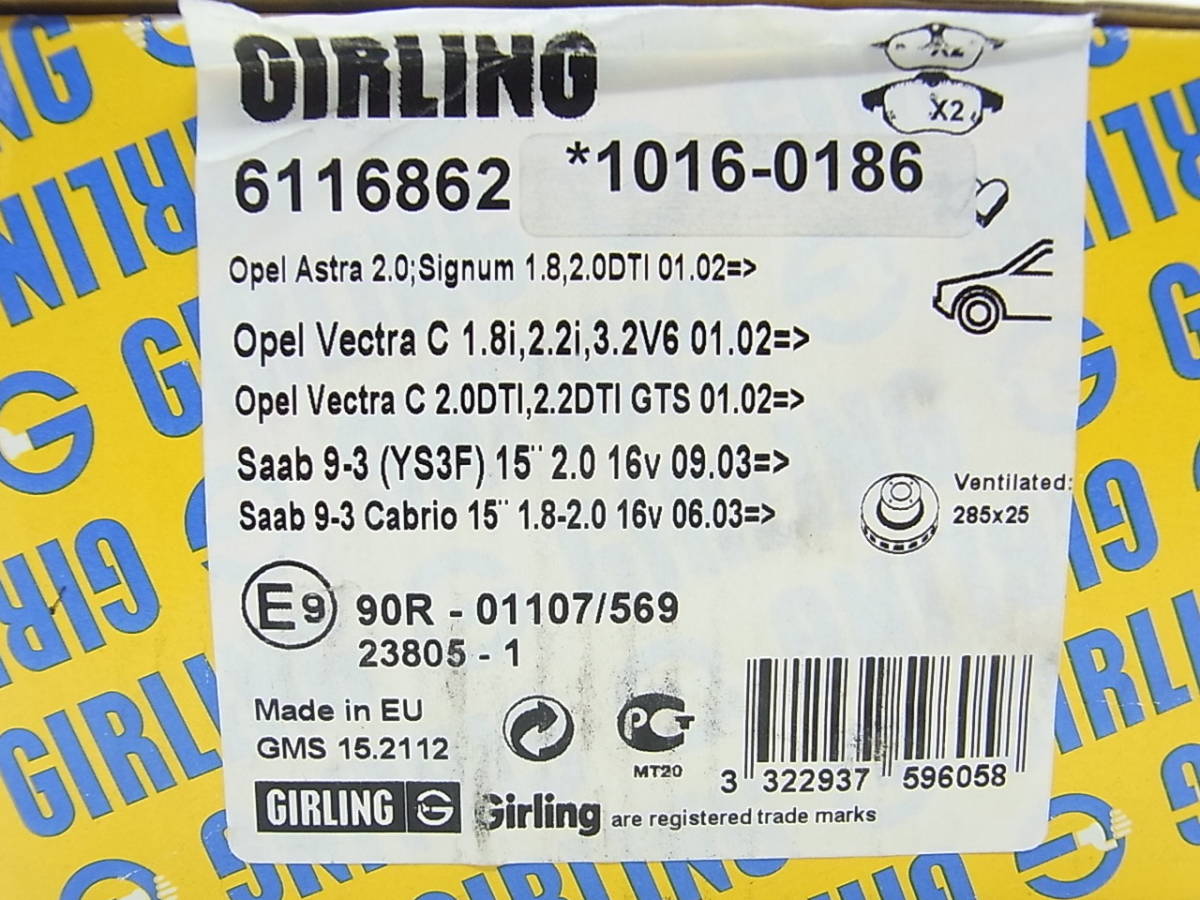 GIRLING
X2
X2
6116862 *1016-0186
Opel Astra 2.0;Signum 1.8,2.0DTI 01.02=>
Opel Vectra C 1.8i,2.2i,3.2V6 01.02=>
Opel Vectra C 2.0DTI,2.2DTI GTS 01.02=>
Saab 9-3 (YS3F) 15¨ 2.0 16v 09.03=>
Saab 9-3 Cabrio 15¨ 1.8-2.0 16v 06.03=>
Ventilated:
285x25
E9 90R - 01107/569
23805 - 1
Made in EU
GMS 15.2112
PCT
MT20
3 322937 596058
GIRLING G Girling are registered trade marks